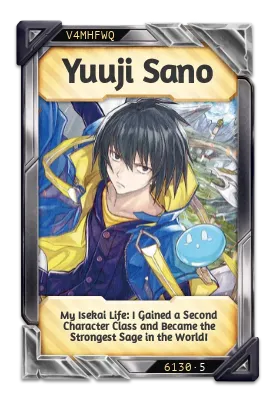 V4MHFWQ
Yuuji Sano
My Isekai Life: I Gained a Second
Character Class and Became the
Strongest Sage in the World!
6130·5